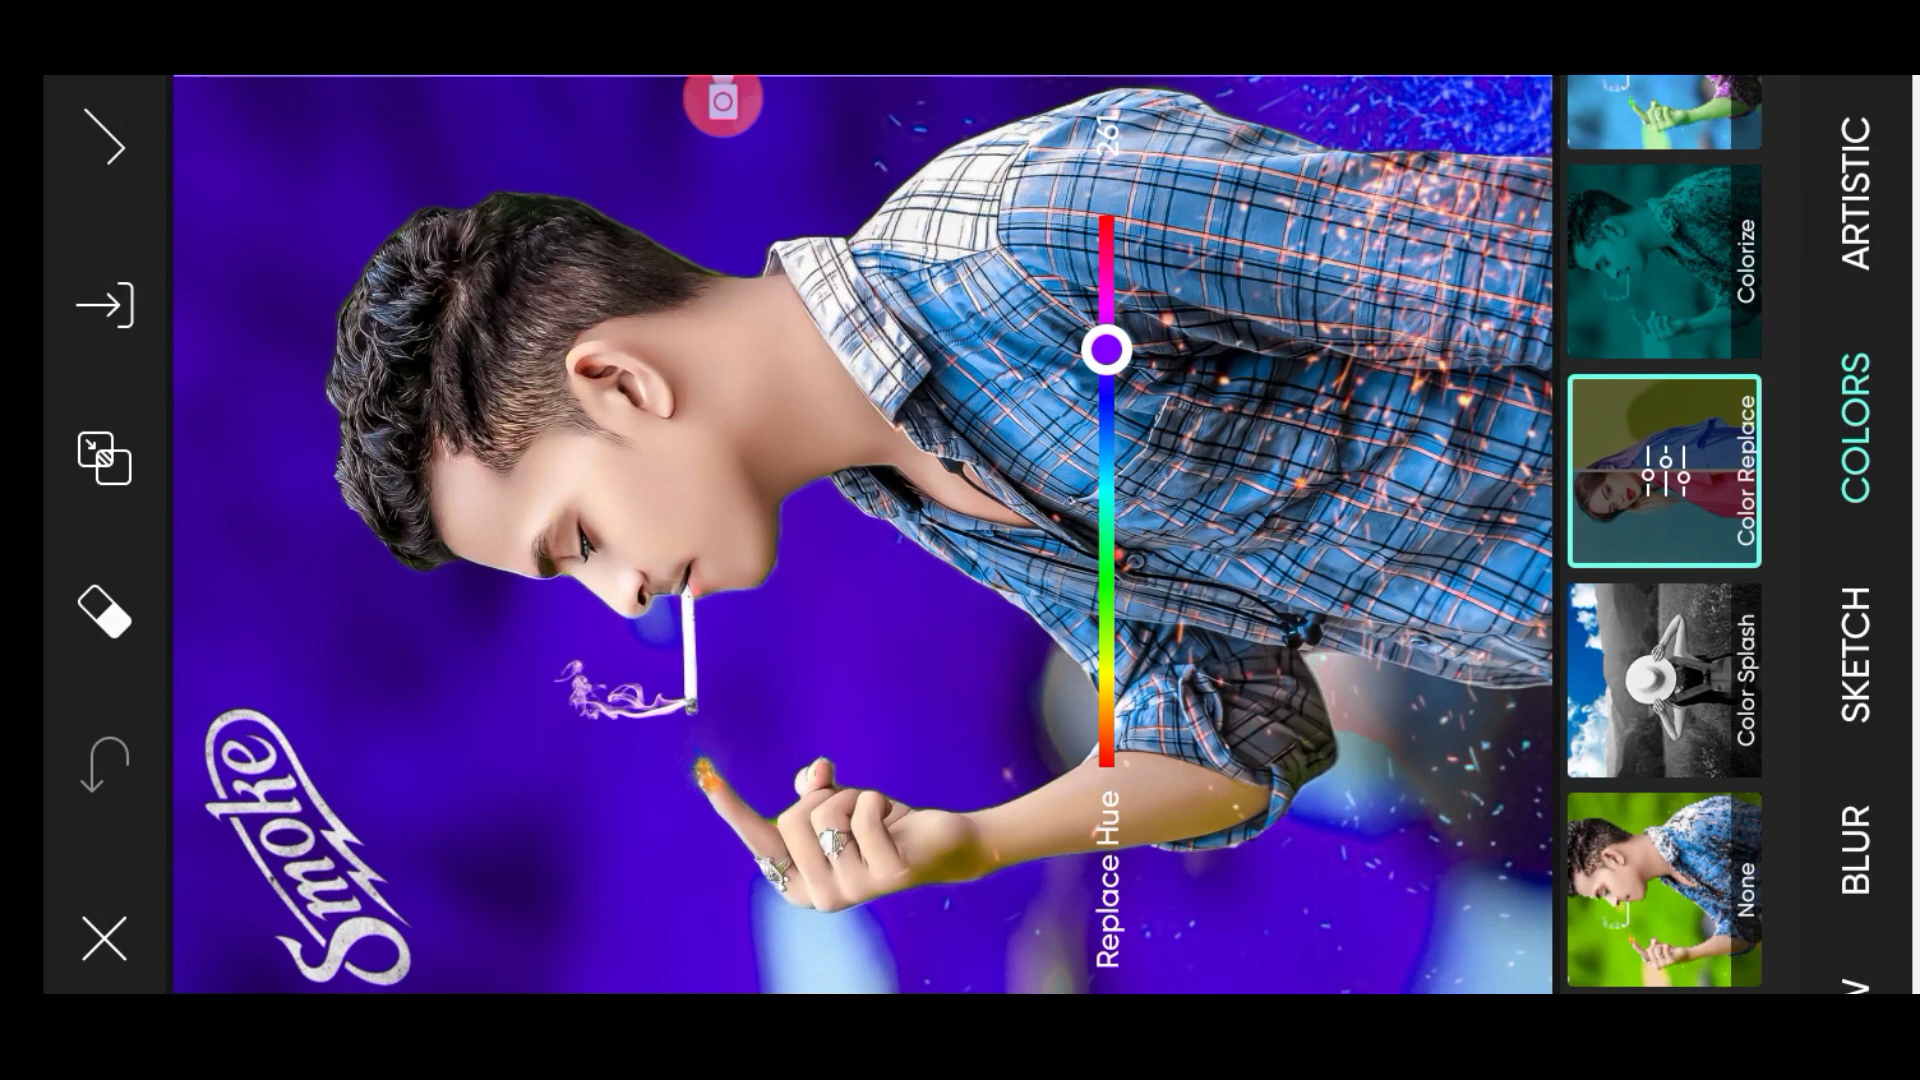 Smoke
Replace Hue
261
None
Color Splash
Color Replace
Colorize
BLUR
SKETCH
COLORS
ARTISTIC